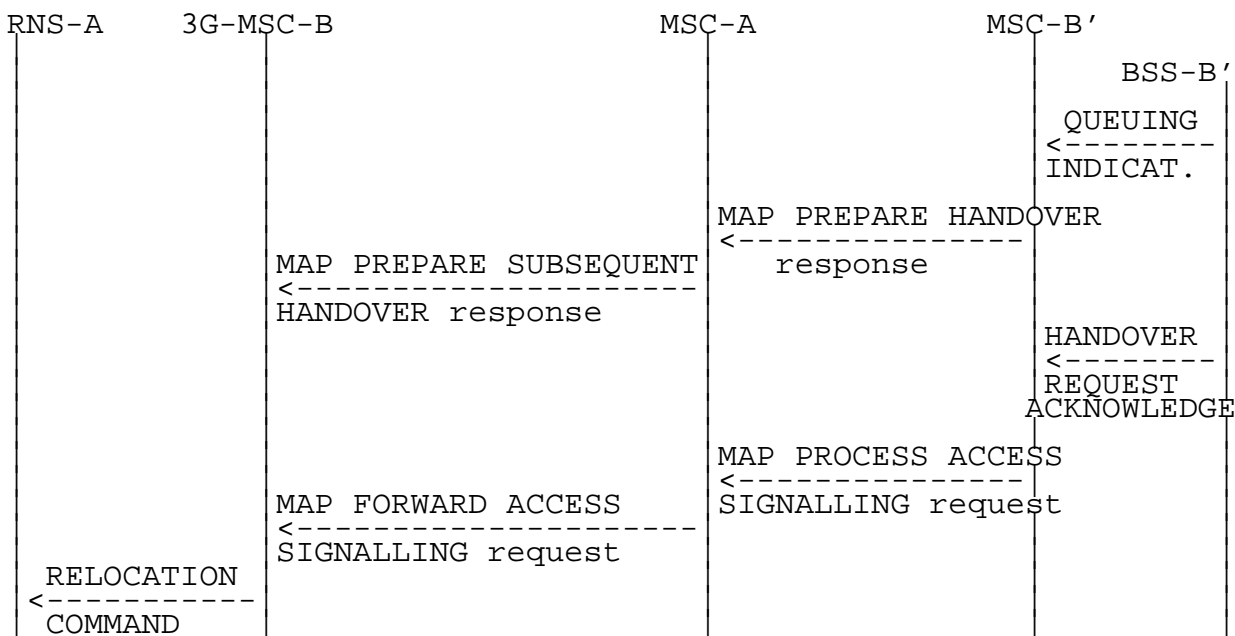 RNS-A 3G-MSC-B MSC-A MSC-B'
BSS-B'
QUEUING
INDICAT.
MAP PREPARE HANDOVER
response
MAP PREPARE SUBSEQUENT
HANDOVER response
HANDOVER
REQUEST
ACKNOWLEDGE
MAP PROCESS ACCESS
SIGNALLING request
MAP FORWARD ACCESS
SIGNALLING request
RELOCATION
COMMAND